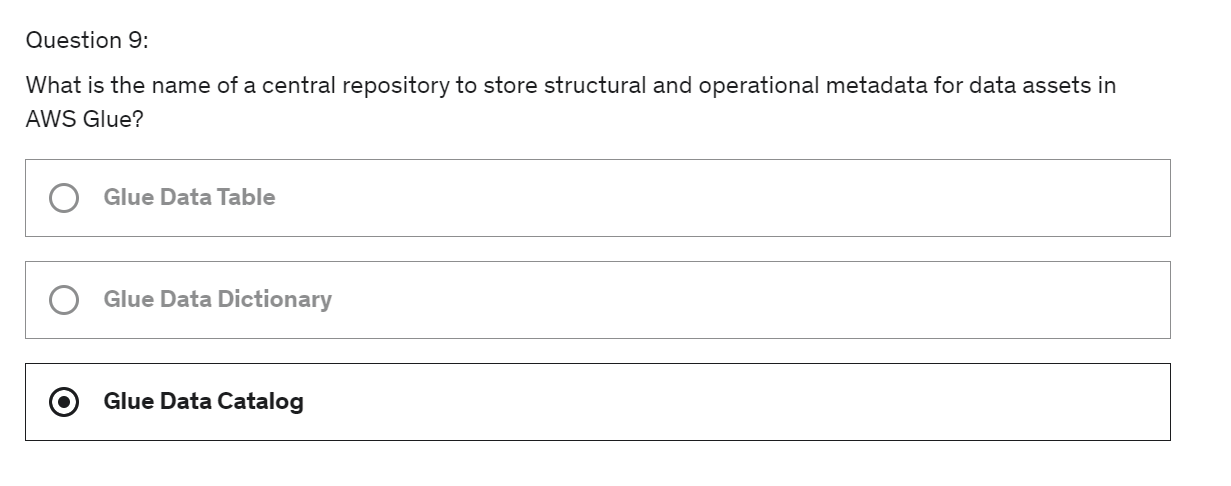 Question 9:
What is the name of a central repository to store structural and operational metadata for data assets in
AWS Glue?
Glue Data Table
Glue Data Dictionary
Glue Data Catalog